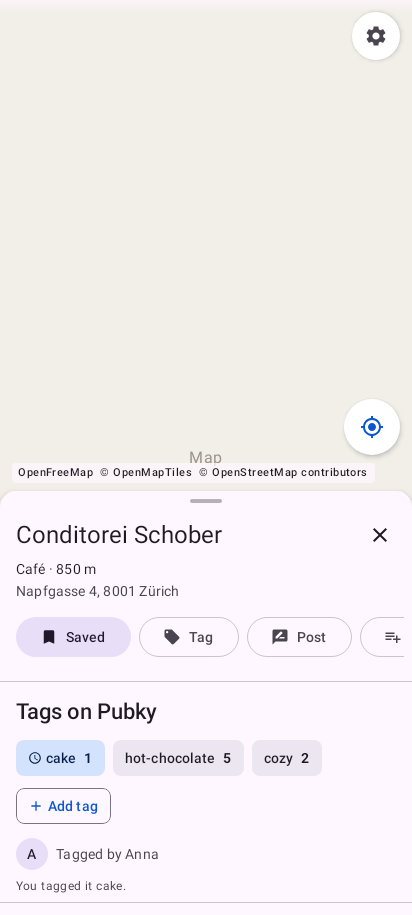 Map
OpenFreeMap © OpenMapTiles © OpenStreetMap contributors
Conditorei Schober
Café · 850 m
Napfgasse 4, 8001 Zürich
Saved
Tag
Post
Tags on Pubky
cake 1
hot-chocolate 5
cozy 2
+ Add tag
A
Tagged by Anna
You tagged it cake.